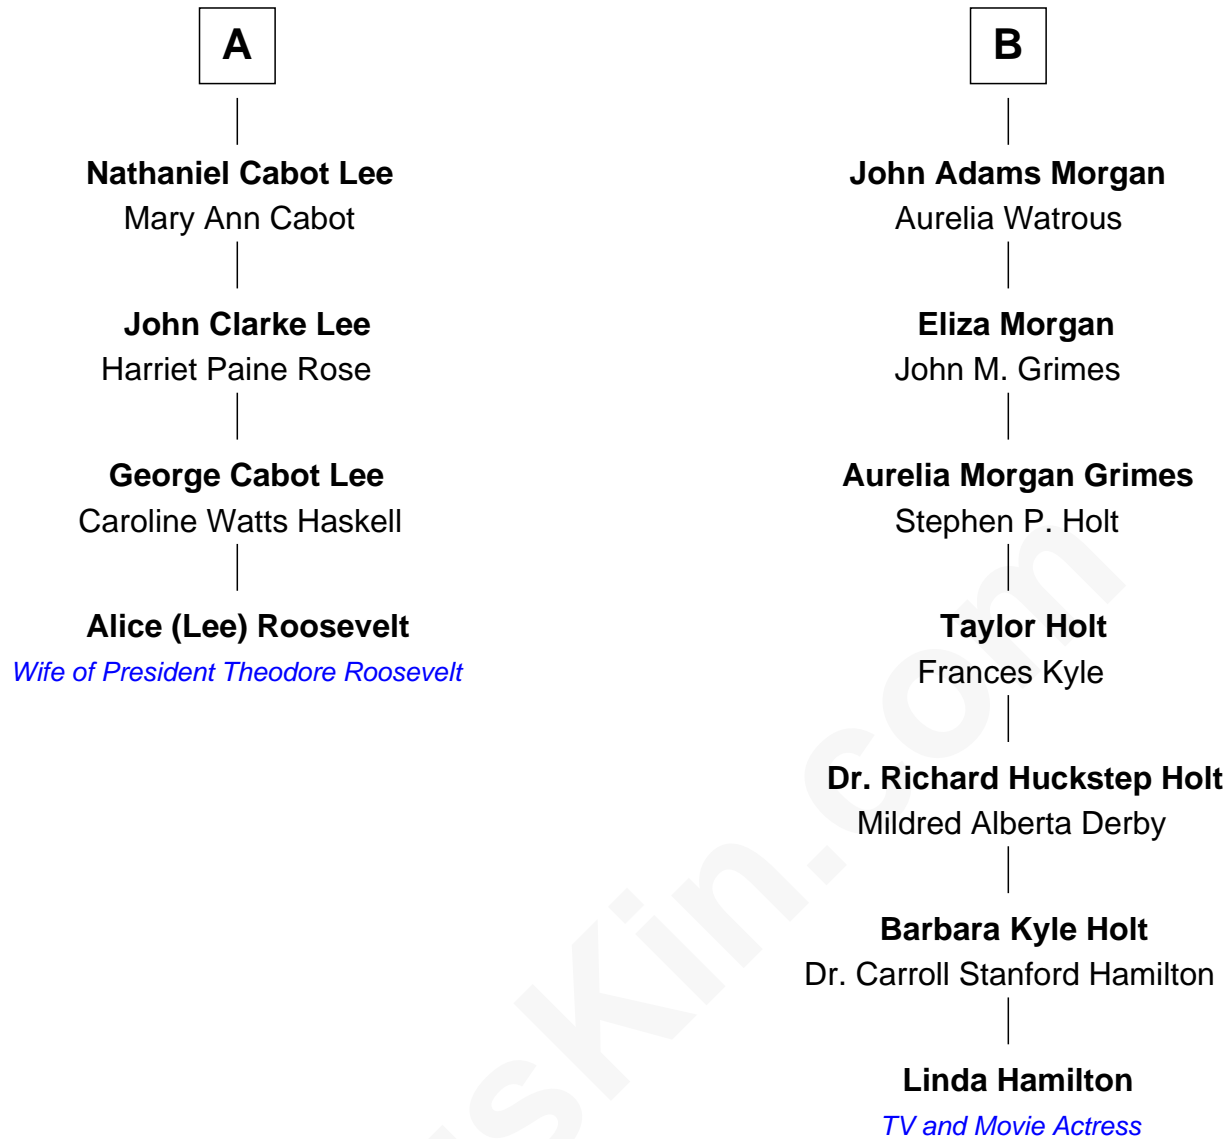 A
Nathaniel Cabot Lee
Mary Ann Cabot
John Clarke Lee
Harriet Paine Rose
George Cabot Lee
Caroline Watts Haskell
Alice (Lee) Roosevelt
Wife of President Theodore Roosevelt
B
John Adams Morgan
Aurelia Watrous
Eliza Morgan
John M. Grimes
Aurelia Morgan Grimes
Stephen P. Holt
Taylor Holt
Frances Kyle
Dr. Richard Huckstep Holt
Mildred Alberta Derby
Barbara Kyle Holt
Dr. Carroll Stanford Hamilton
Linda Hamilton
TV and Movie Actress
sKin.com